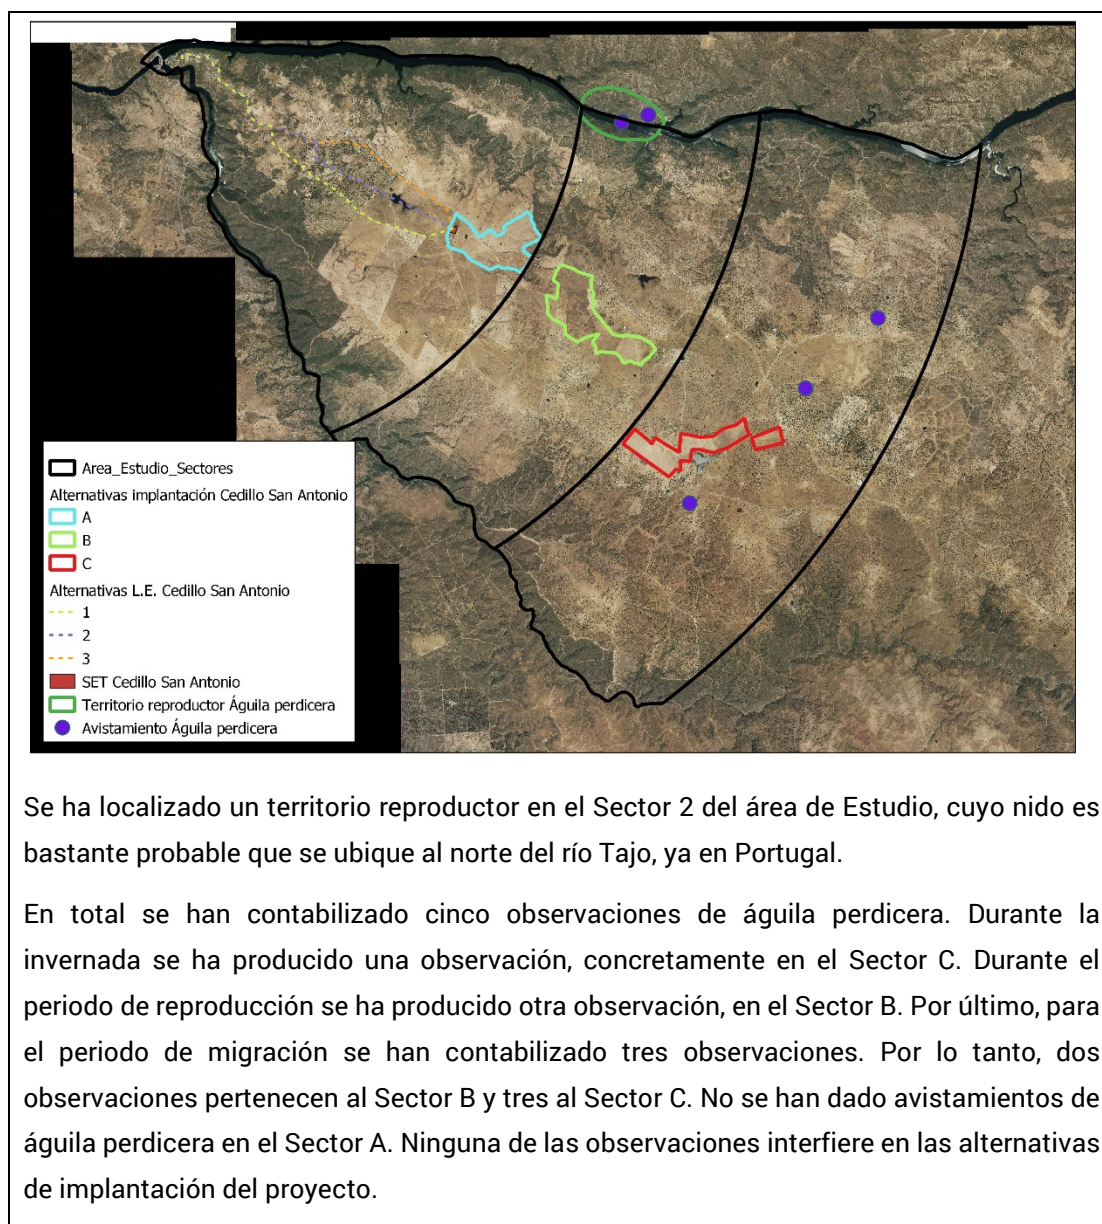 Area_Estudio_Sectores
Alternativas implantación Cedillo San Antonio
A
B
C
Alternativas L.E. Cedillo San Antonio
1
2
3
SET Cedillo San Antonio
Territorio reproductor Águila perdicera
Avistamiento Águila perdicera
Se ha localizado un territorio reproductor en el Sector 2 del área de Estudio, cuyo nido es
bastante probable que se ubique al norte del río Tajo, ya en Portugal.
En total se han contabilizado cinco observaciones de águila perdicera. Durante la
invernada se ha producido una observación, concretamente en el Sector C. Durante el
periodo de reproducción se ha producido otra observación, en el Sector B. Por último, para
el periodo de migración se han contabilizado tres observaciones. Por lo tanto, dos
observaciones pertenecen al Sector B y tres al Sector C. No se han dado avistamientos de
águila perdicera en el Sector A. Ninguna de las observaciones interfiere en las alternativas
de implantación del proyecto.